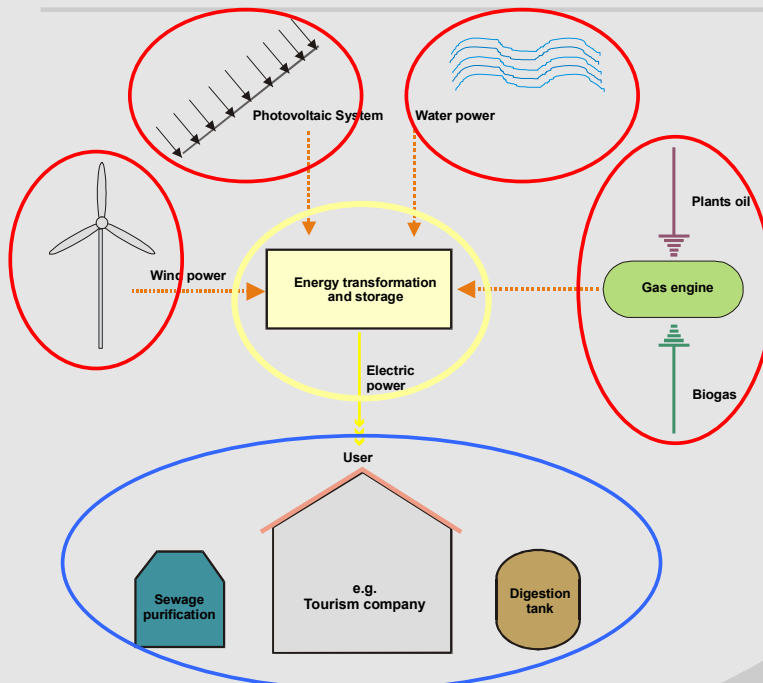 Photovoltaic System
Water power
Plants oil
Wind power
Energy transformation
and storage
Gas engine
Electric
power
Biogas
User
Sewage
purification
e.g.
Tourism company
Digestion
tank